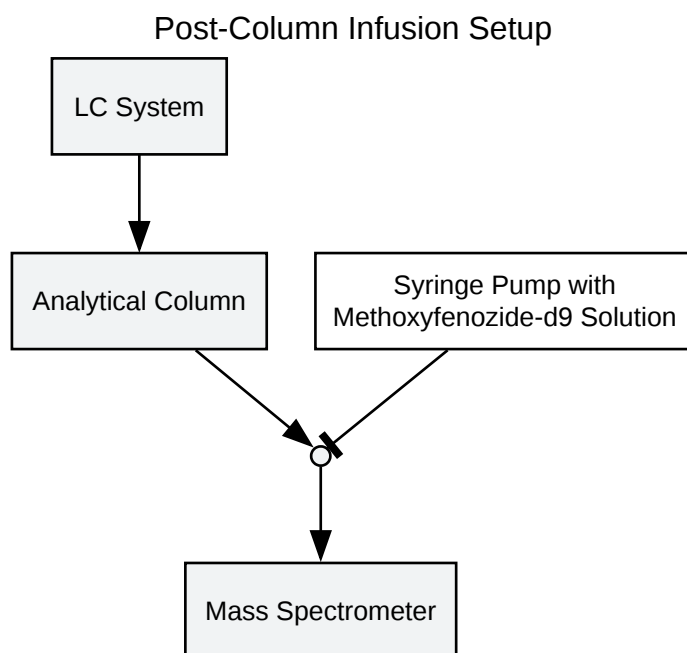 Post-Column Infusion Setup
LC System
Analytical Column
Syringe Pump with
Methoxyfenozide-d9 Solution
Mass Spectrometer